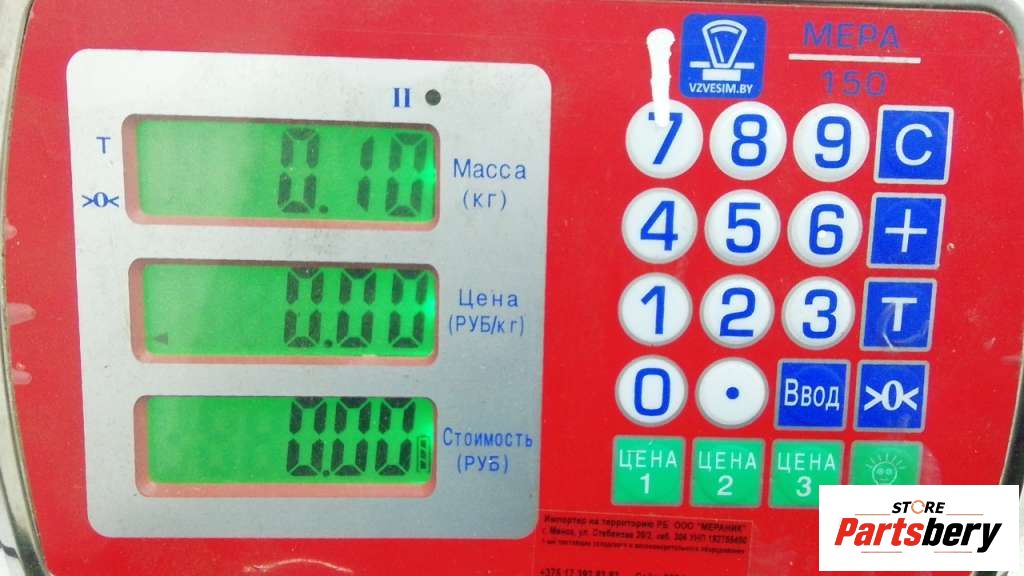 II
Т
>0<
0.10
Масса
(кг)
0.00
Цена
(РУБ/кг)
0.00
Стоимость
(РУБ)
VZVESIM.BY
МЕРА
150
7 8 9 C
4 5 6 +
1 2 3 T
0 . Ввод >0<
ЦЕНА 1
ЦЕНА 2
ЦЕНА 3
Импортер на территорию РБ ООО "МЕРАНИК"
г. Минск, ул.
STORE
Partsbery